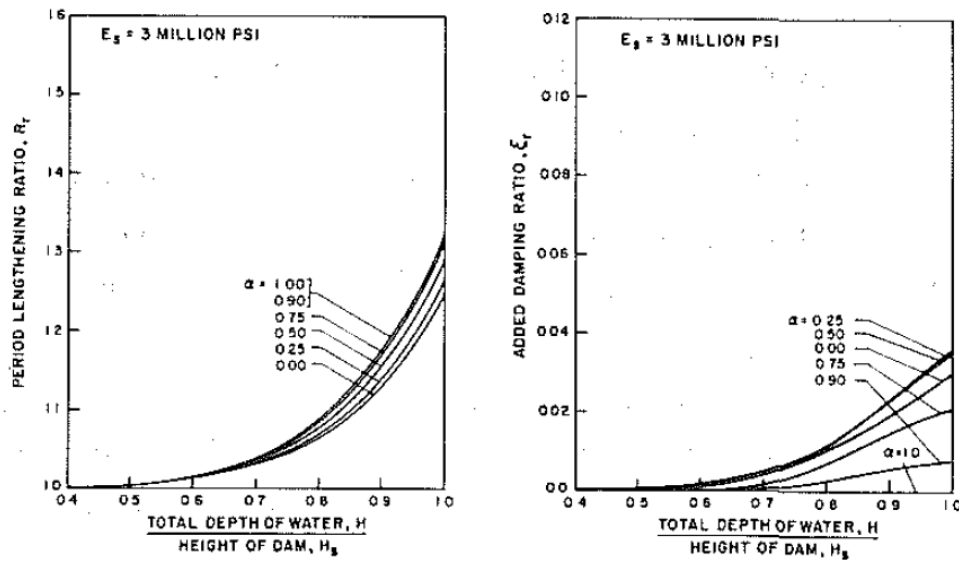 1.6
1.5
1.4
1.3
1.2
1.1
1.0
PERIOD LENGTHENING RATIO, Rr
Es = 3 MILLION PSI
α = 1.00
0.90
0.75
0.50
0.25
0.00
0.4 0.5 0.6 0.7 0.8 0.9 1.0
TOTAL DEPTH OF WATER, H
HEIGHT OF DAM, Hs
0.12
0.10
0.08
0.06
0.04
0.02
0.0
ADDED DAMPING RATIO, ξr
Es = 3 MILLION PSI
α = 0.25
0.50
0.00
0.75
0.90
α = 1.0
0.4 0.5 0.6 0.7 0.8 0.9 1.0
TOTAL DEPTH OF WATER, H
HEIGHT OF DAM, Hs